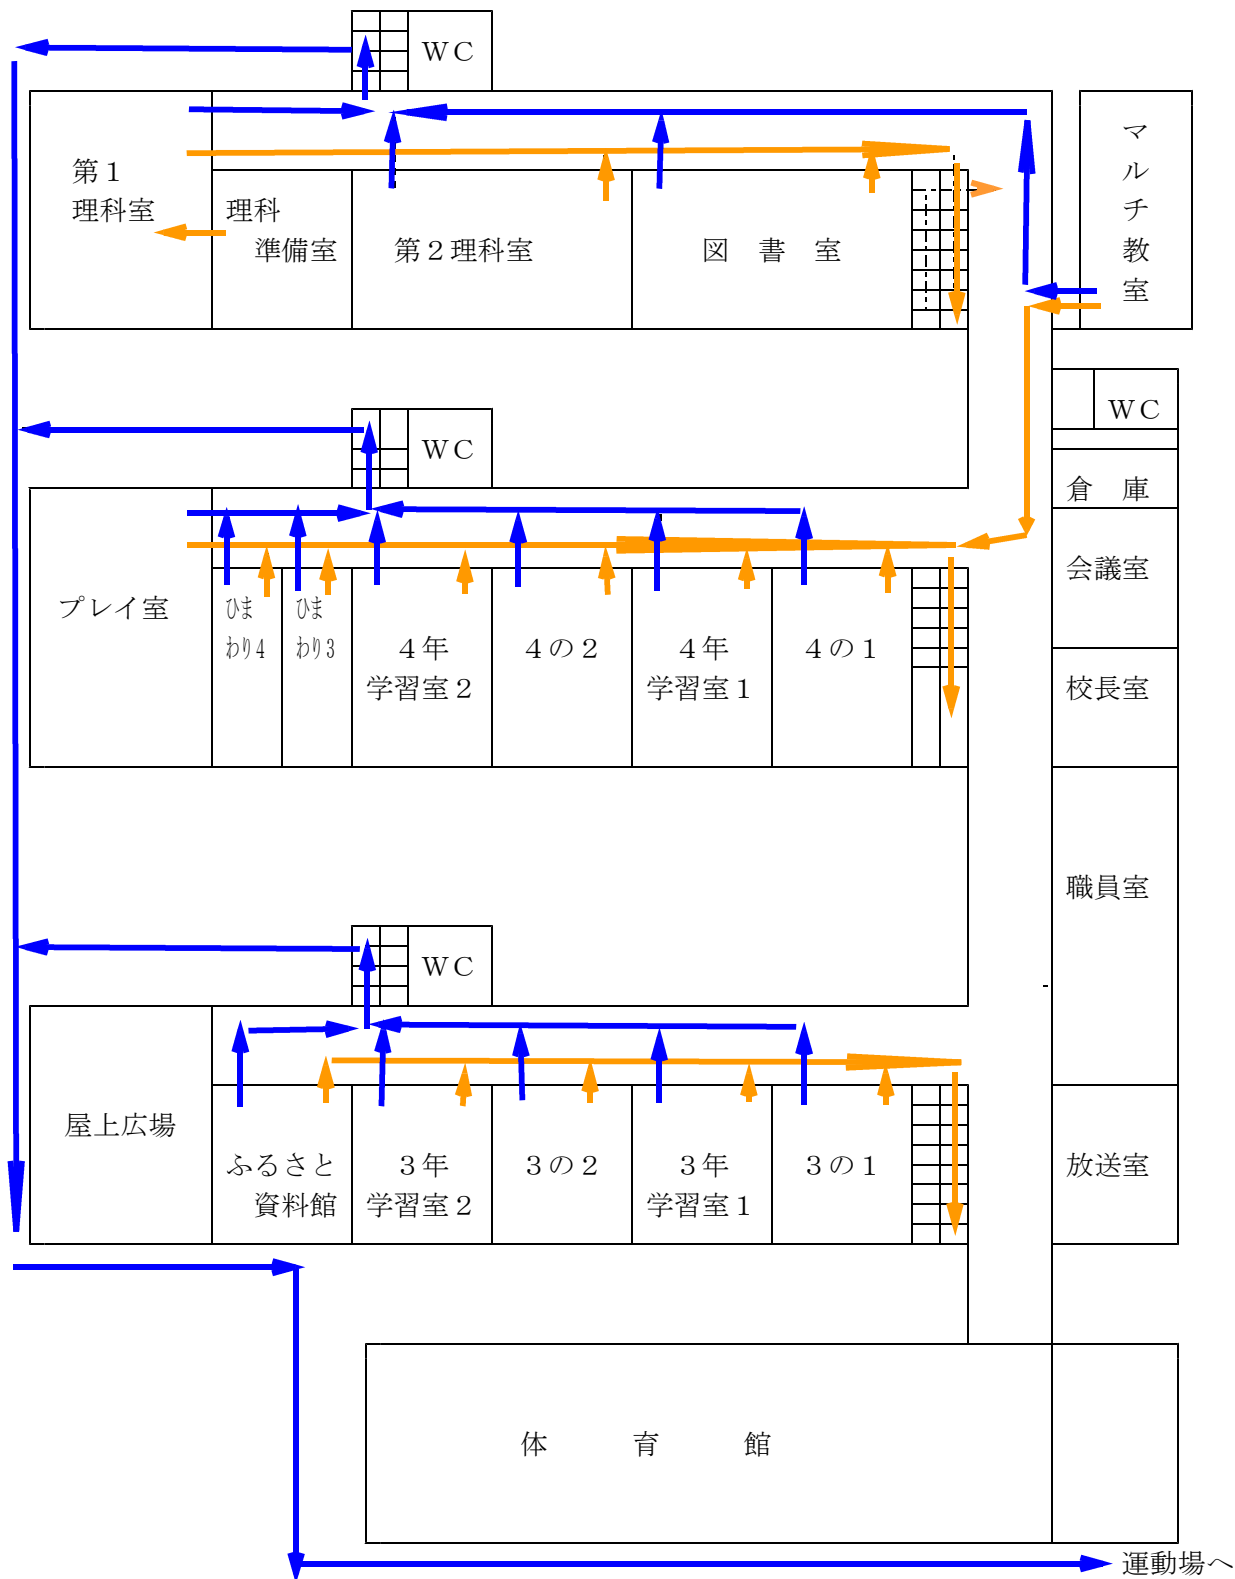 ＷＣ
マルチ教室
第１
理科室
理科
準備室
第２理科室
図　書　室
ＷＣ
ＷＣ
倉　庫
会議室
プレイ室
ひま
わり４
ひま
わり３
４年
学習室２
４の２
４年
学習室１
４の１
校長室
職員室
ＷＣ
屋上広場
ふるさと
資料館
３年
学習室２
３の２
３年
学習室１
３の１
放送室
体　育　館
運動場へ